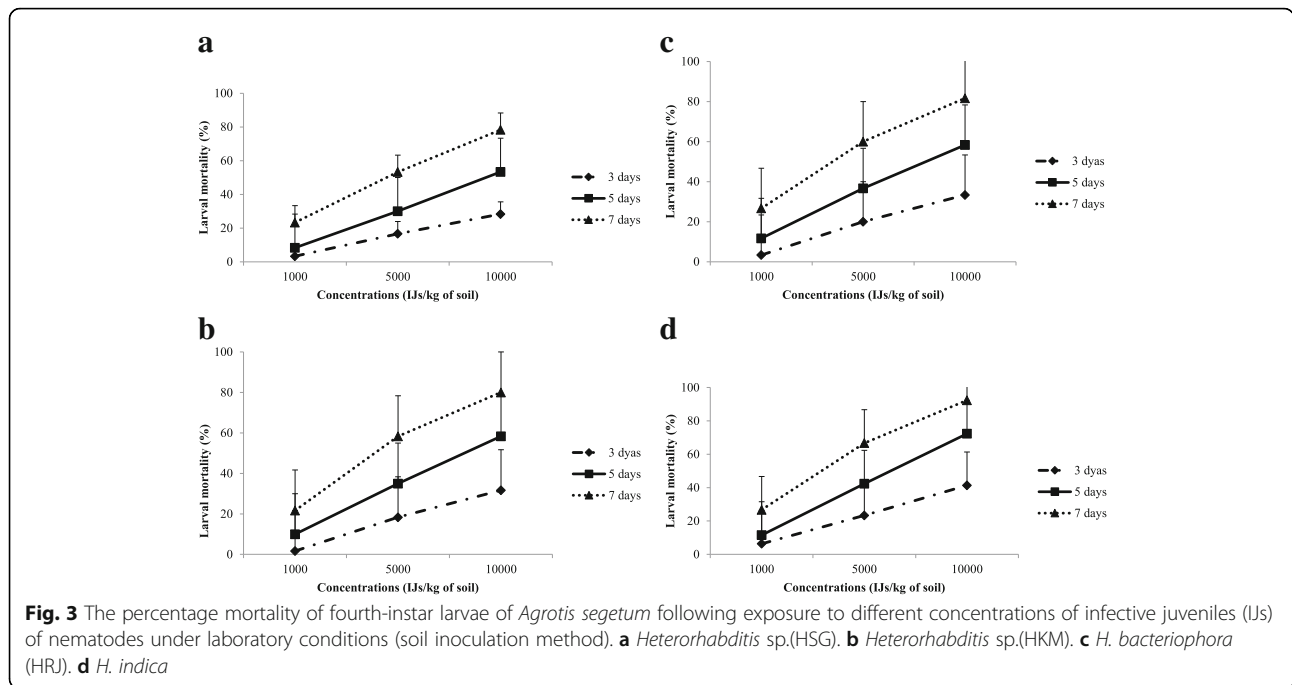 a
100
80
60
40
20
0
Larval mortality (%)
1000 5000 10000
Concentrations (IJs/kg of soil)
3 dyas
5 days
7 days
c
100
80
60
40
20
0
Larval mortality (%)
1000 5000 10000
Concentrations (IJs/kg of soil)
3 dyas
5 days
7 days
b
100
80
60
40
20
0
Larval mortality (%)
1000 5000 10000
Concentrations (IJs/kg of soil)
3 dyas
5 days
7 days
d
100
80
60
40
20
0
Larval mortality (%)
1000 5000 10000
Concentrations (IJs/kg of soil)
3 dyas
5 days
7 days
Fig. 3 The percentage mortality of fourth-instar larvae of Agrotis segetum following exposure to different concentrations of infective juveniles (IJs)
of nematodes under laboratory conditions (soil inoculation method). a Heterorhabditis sp.(HSG). b Heterorhabditis sp.(HKM). c H. bacteriophora
(HRJ). d H. indica